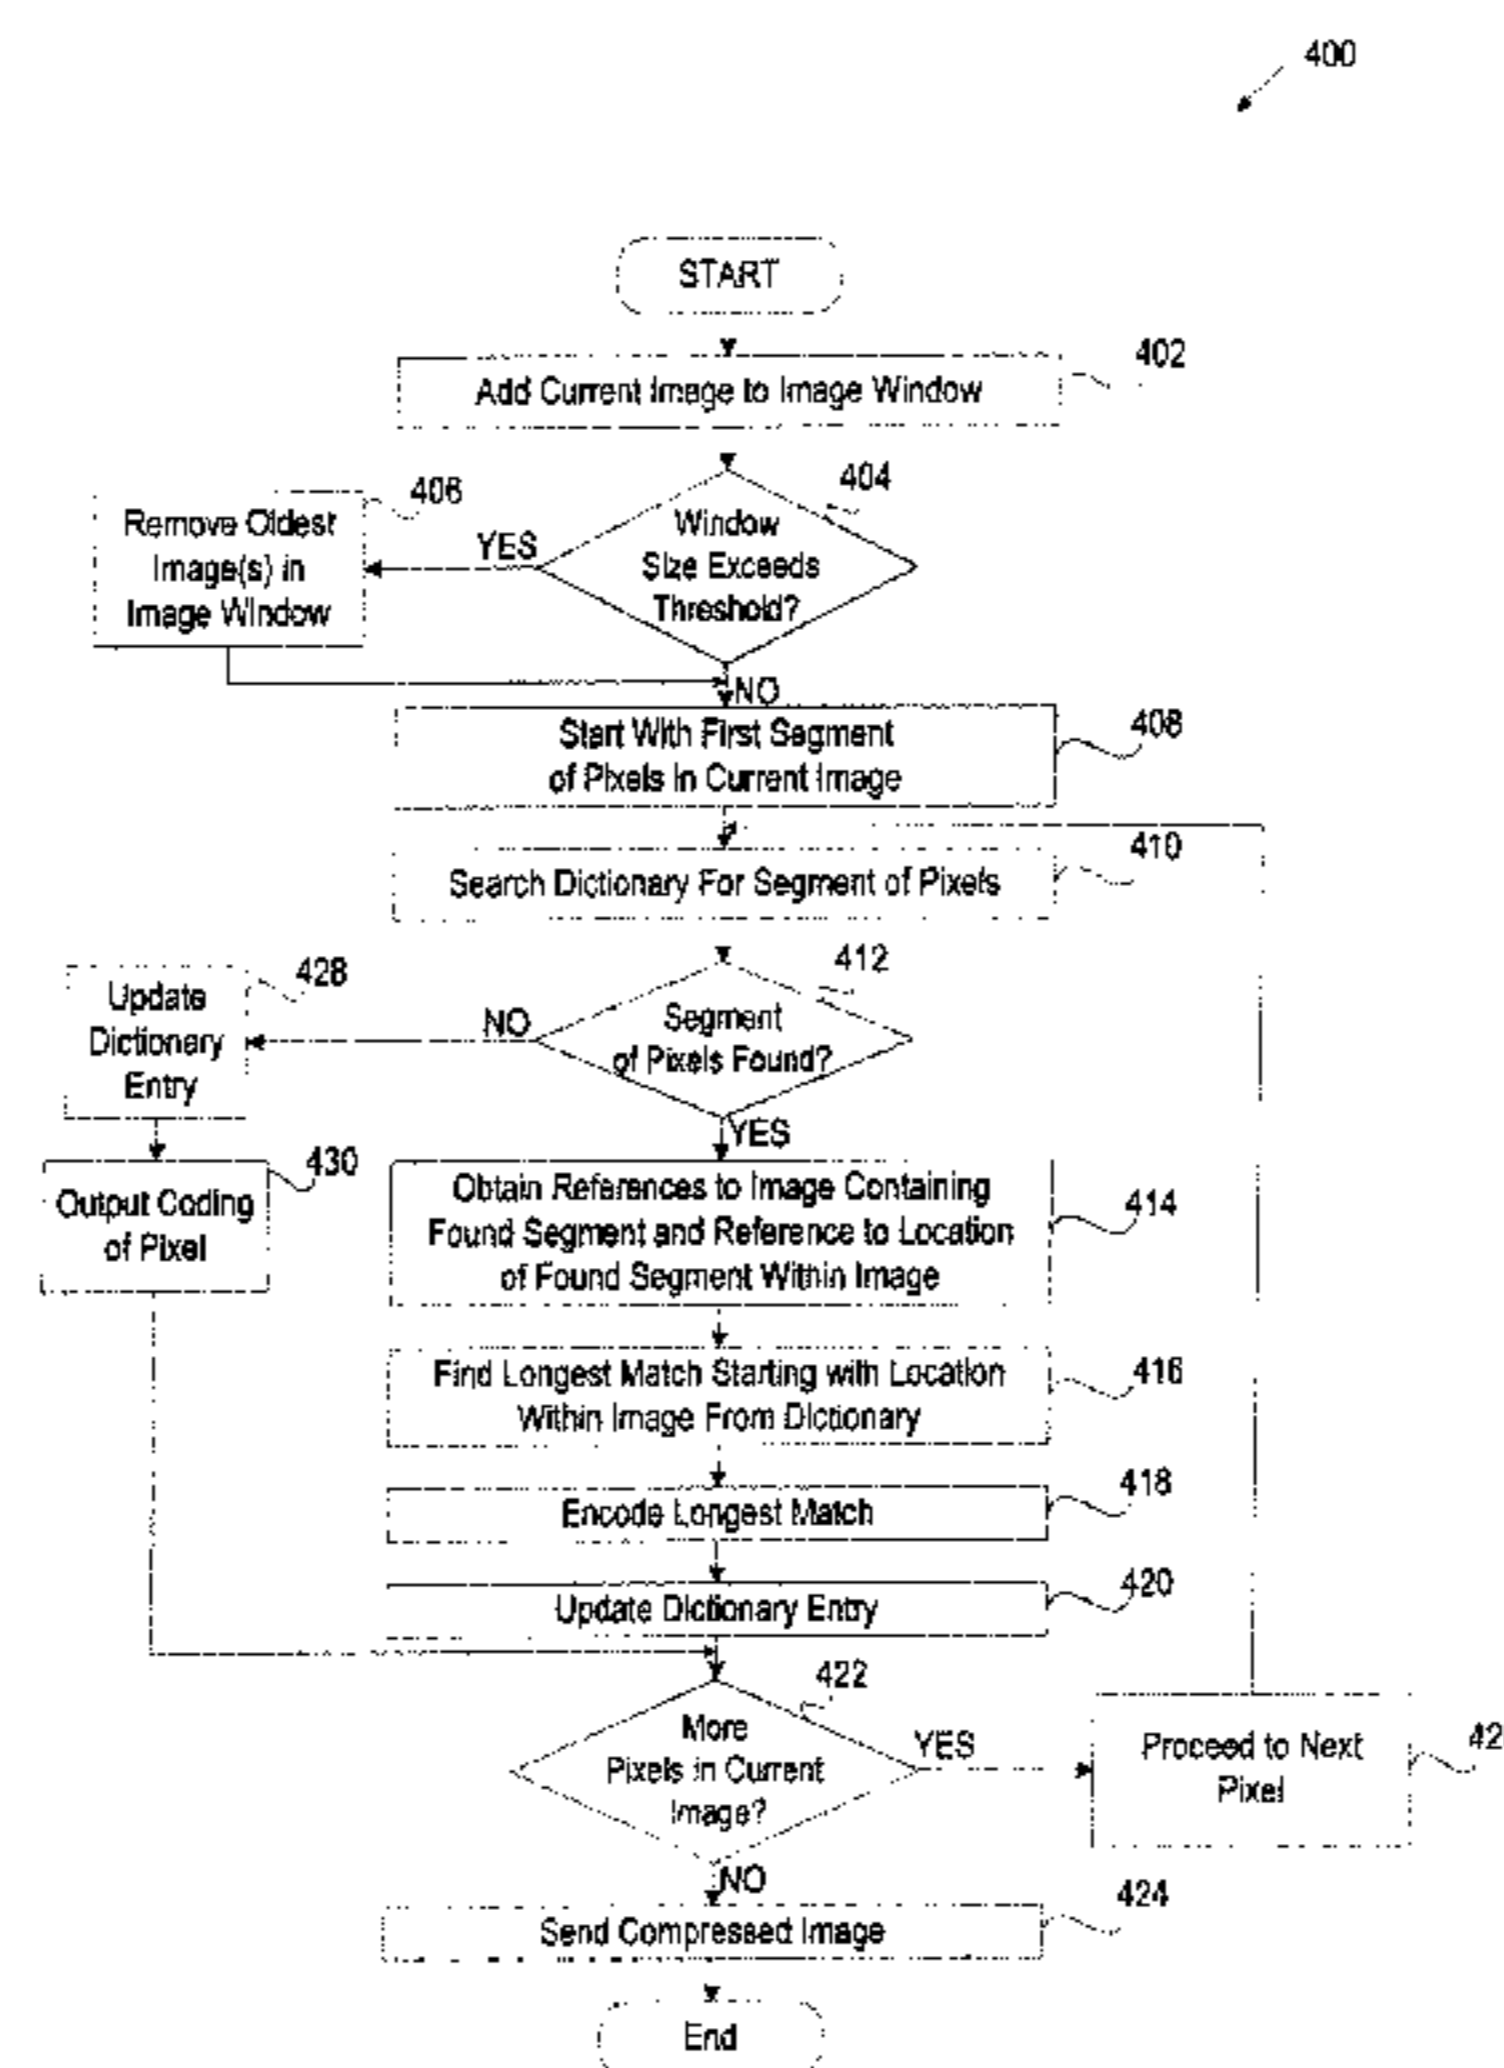 400
START
Add Current Image to Image Window
402
404
Window
Size Exceeds
Threshold?
YES
406
Remove Oldest
Image(s) in
Image Window
NO
Start With First Segment
of Pixels in Current Image
408
Search Dictionary For Segment of Pixels
410
412
Segment
of Pixels Found?
NO
428
Update
Dictionary
Entry
YES
430
Output Coding
of Pixel
Obtain References to Image Containing
Found Segment and Reference to Location
of Found Segment Within Image
414
Find Longest Match Starting with Location
Within Image From Dictionary
416
Encode Longest Match
418
Update Dictionary Entry
420
422
More
Pixels in Current
Image?
YES
Proceed to Next
Pixel
NO
Send Compressed Image
424
End